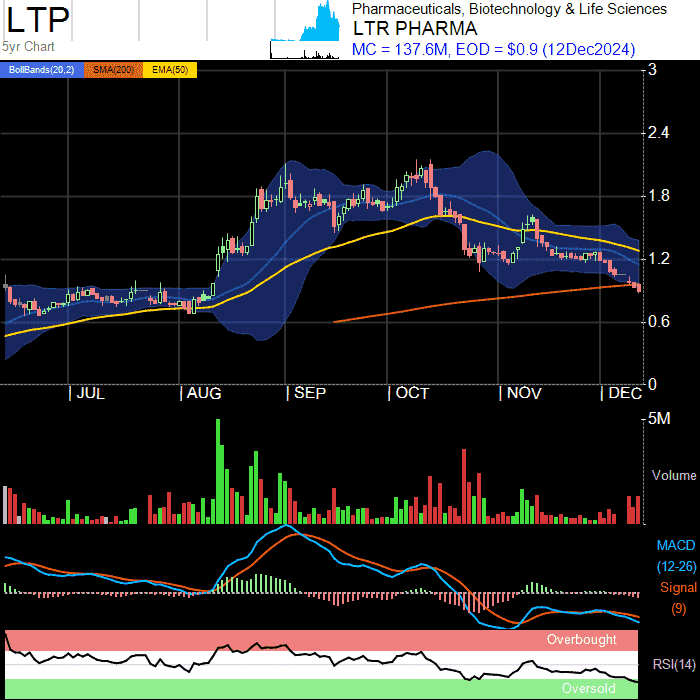 LTP
5yr Chart
Pharmaceuticals, Biotechnology & Life Sciences
LTR PHARMA
MC = 137.6M, EOD = $0.9 (12Dec2024)
BollBands(20,2) SMA(200) EMA(50)
3
2.4
1.8
1.2
0.6
0
| JUL | AUG | SEP | OCT | NOV | DEC
5M
Volume
MACD
(12-26)
Signal
(9)
Overbought
RSI(14)
Oversold